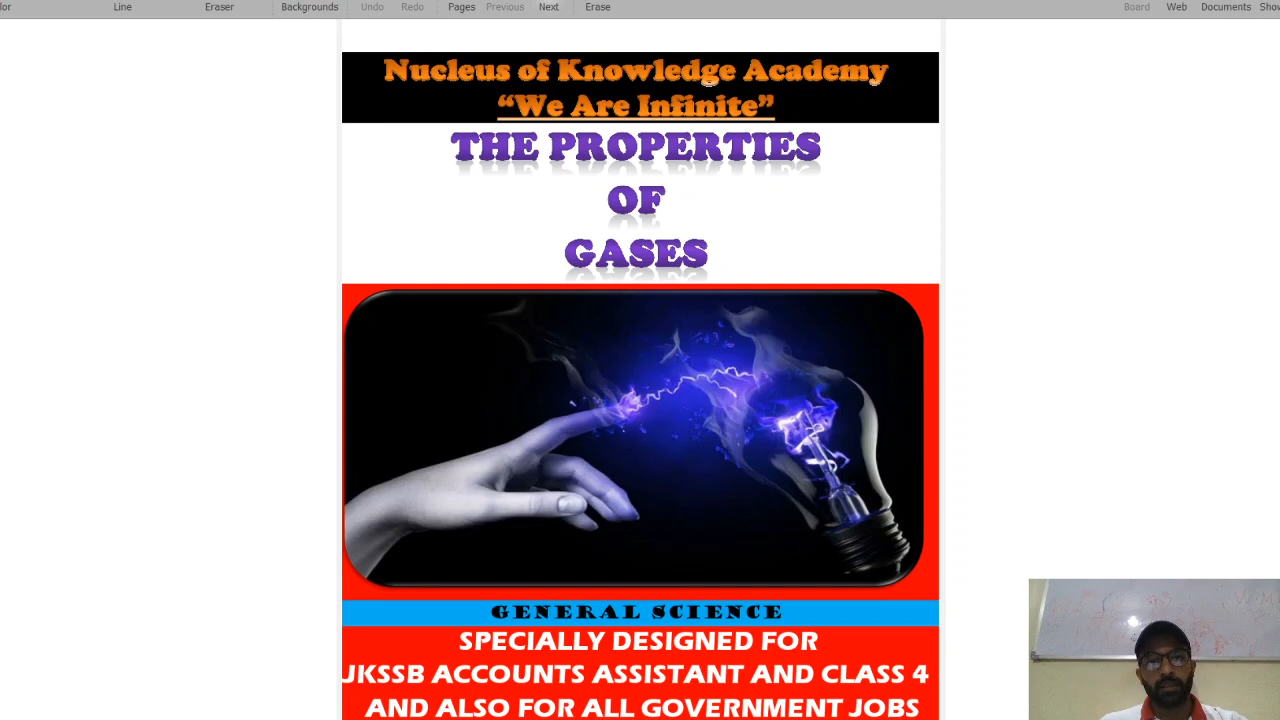 lor Line Eraser Backgrounds Undo Redo Pages Previous Next Erase Board Web Documents Show
Nucleus of Knowledge Academy
“We Are Infinite”
THE PROPERTIES
OF
GASES
GENERAL SCIENCE
SPECIALLY DESIGNED FOR
JKSSB ACCOUNTS ASSISTANT AND CLASS 4
AND ALSO FOR ALL GOVERNMENT JOBS